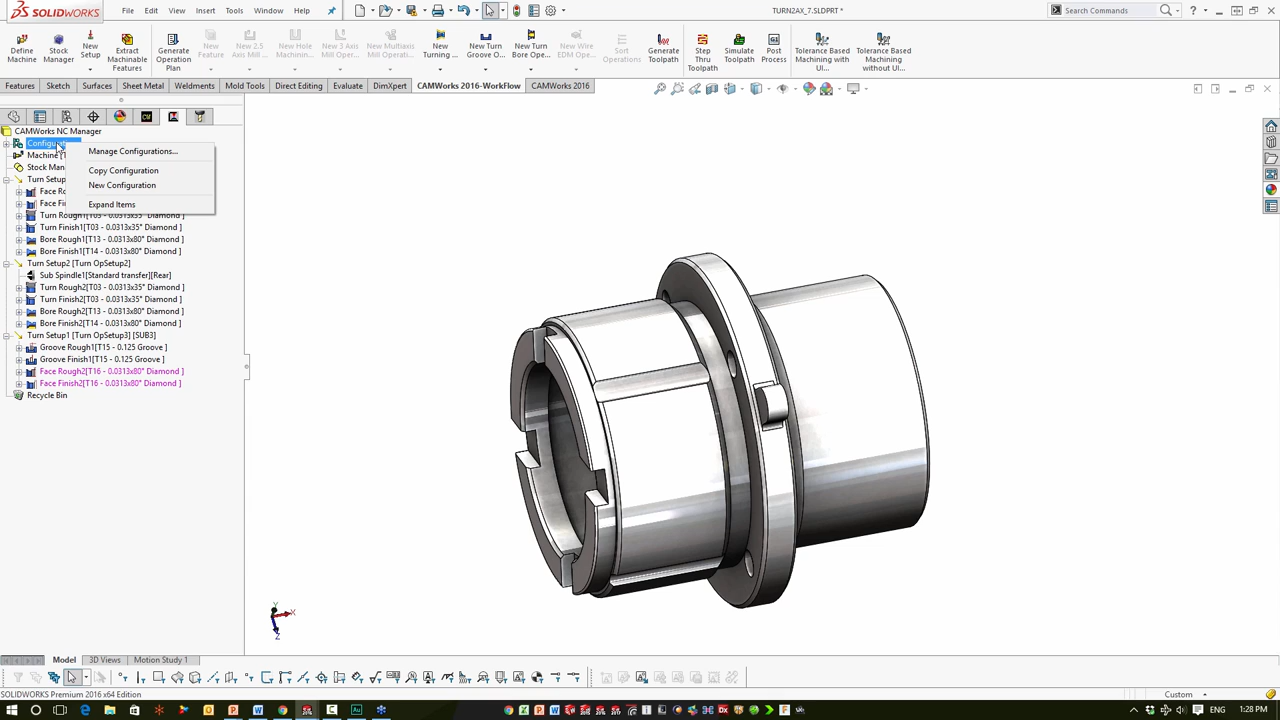 SOLIDWORKS
File Edit View Insert Tools Help
TURN2AX_7.SLDPRT *
Search Commands
Define Machine
Stock Manager
New Setup
Extract Machinable Features
Generate Operation Plan
New Feature
New 2.5 Axis Mill ...
New Hole Machinin...
New 3 Axis Mill Oper...
New Multiaxis Mill Operati...
New Turning ...
New Turn Groove O...
New Turn Bore Ope...
New Wire EDM Ope...
Sort Operations
Generate Toolpath
Step Thru Toolpath
Simulate Toolpath
Post Process
Tolerance Based Machining with UI...
Tolerance Based Machining without UI...
Features Sketch Surfaces Sheet Metal Weldments Mold Tools Direct Editing Evaluate DimXpert CAMWorks 2016-WorkFlow CAMWorks 2016
CAMWorks NC Manager
Configurati
Machine [T
Stock Man
Turn Setup
Face Ro
Face Fi
Manage Configurations...
Copy Configuration
New Configuration
Expand Items
Turn Rough1[T03 - 0.0313x35° Diamond ]
Turn Finish1[T03 - 0.0313x35° Diamond ]
Bore Rough1[T13 - 0.0313x80° Diamond ]
Bore Finish1[T14 - 0.0313x80° Diamond ]
Turn Setup2 [Turn OpSetup2]
Sub Spindle1[Standard transfer][Rear]
Turn Rough2[T03 - 0.0313x35° Diamond ]
Turn Finish2[T03 - 0.0313x35° Diamond ]
Bore Rough2[T13 - 0.0313x80° Diamond ]
Bore Finish2[T14 - 0.0313x80° Diamond ]
Turn Setup1 [Turn OpSetup3] [SUB3]
Groove Rough1[T15 - 0.125 Groove ]
Groove Finish1[T15 - 0.125 Groove ]
Face Rough2[T16 - 0.0313x80° Diamond ]
Face Finish2[T16 - 0.0313x80° Diamond ]
Recycle Bin
Y
X
Z
Model 3D Views Motion Study 1
SOLIDWORKS Premium 2016 x64 Edition
Custom
ENG 1:28 PM